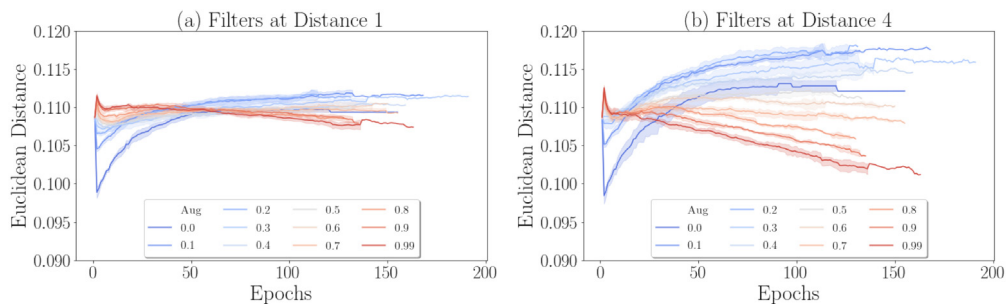 (a) Filters at Distance 1
Euclidean Distance
0.120
0.115
0.110
0.105
0.100
0.095
0.090
Aug 0.2 0.5 0.8
0.0 0.3 0.6 0.9
0.1 0.4 0.7 0.99
0 50 100 150 200
Epochs
(b) Filters at Distance 4
Euclidean Distance
0.120
0.115
0.110
0.105
0.100
0.095
0.090
Aug 0.2 0.5 0.8
0.0 0.3 0.6 0.9
0.1 0.4 0.7 0.99
0 50 100 150 200
Epochs